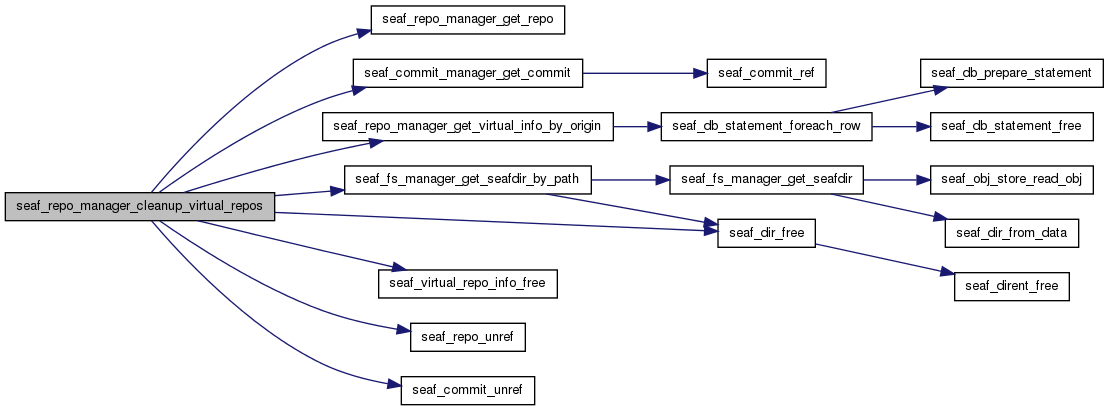 seaf_repo_manager_get_repo
seaf_commit_manager_get_commit
seaf_commit_ref
seaf_db_prepare_statement
seaf_repo_manager_get_virtual_info_by_origin
seaf_db_statement_foreach_row
seaf_db_statement_free
seaf_fs_manager_get_seafdir_by_path
seaf_fs_manager_get_seafdir
seaf_obj_store_read_obj
seaf_repo_manager_cleanup_virtual_repos
seaf_dir_free
seaf_dir_from_data
seaf_virtual_repo_info_free
seaf_dirent_free
seaf_repo_unref
seaf_commit_unref